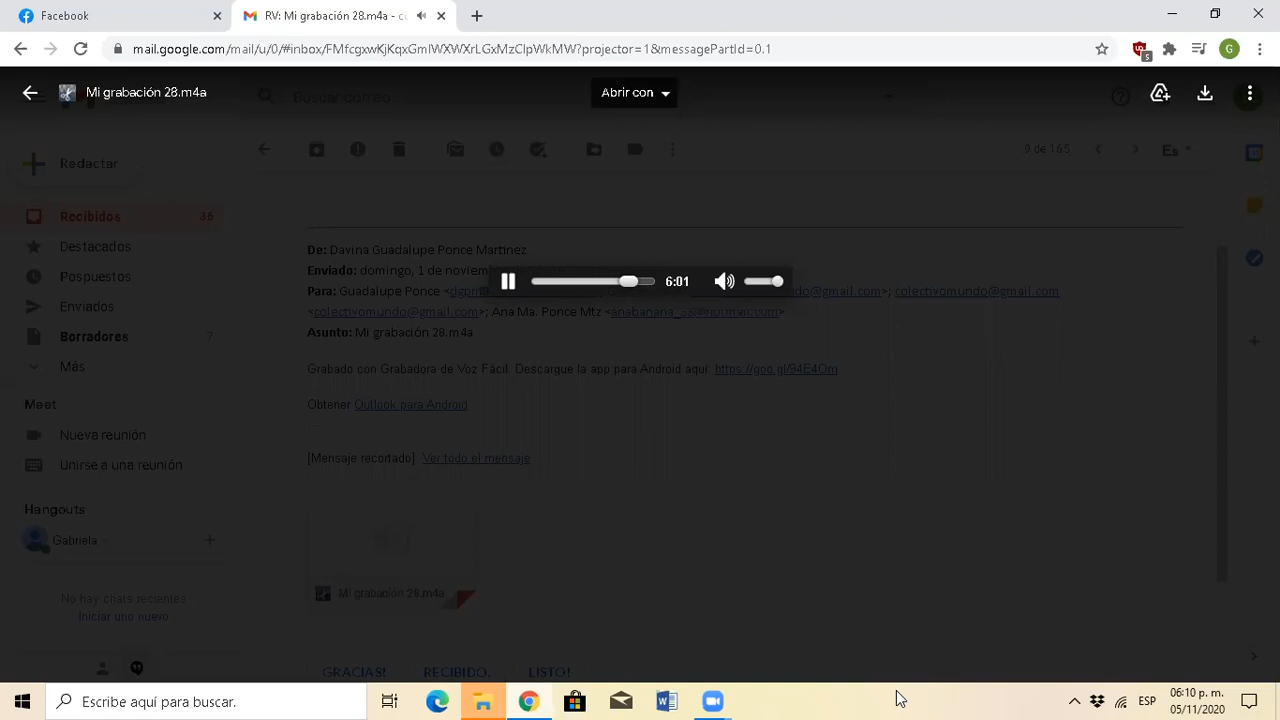 Facebook
RV: Mi grabación 28.m4a - c
mail.google.com/mail/u/0/#inbox/FMfcgxwKjKqxGmlWXWXrLGxMzClpWkMW?projector=1&messagePartId=0.1
5
G
Mi grabación 28.m4a
Abrir con
Buscar correo
Redactar
9 de 165
Es
Recibidos 36
Destacados
Pospuestos
Enviados
Borradores 7
Más
De: Davina Guadalupe Ponce Martinez
Enviado: domingo, 1 de
6:01
Para: Guadalupe Ponce @gmail.com>; colectivomundo@gmail.com
<colectivomundo@gmail.com>; Ana Ma. Ponce Mtz
Asunto: Mi grabación 28.m4a
Grabado con Grabadora de Voz Fácil. Descargue la app para Android aquí: https://goo.gl/94E4Om
Obtener Outlook para Android
[Mensaje recortado] Ver todo el mensaje
Meet
Nueva reunión
Unirse a una reunión
Hangouts
Gabriela
No hay chats recientes
Iniciar uno nuevo
Mi grabación 28.m4a
GRACIAS! RECIBIDO. LISTO!
Escribe aquí para buscar.
ESP
06:10 p. m.
05/11/2020